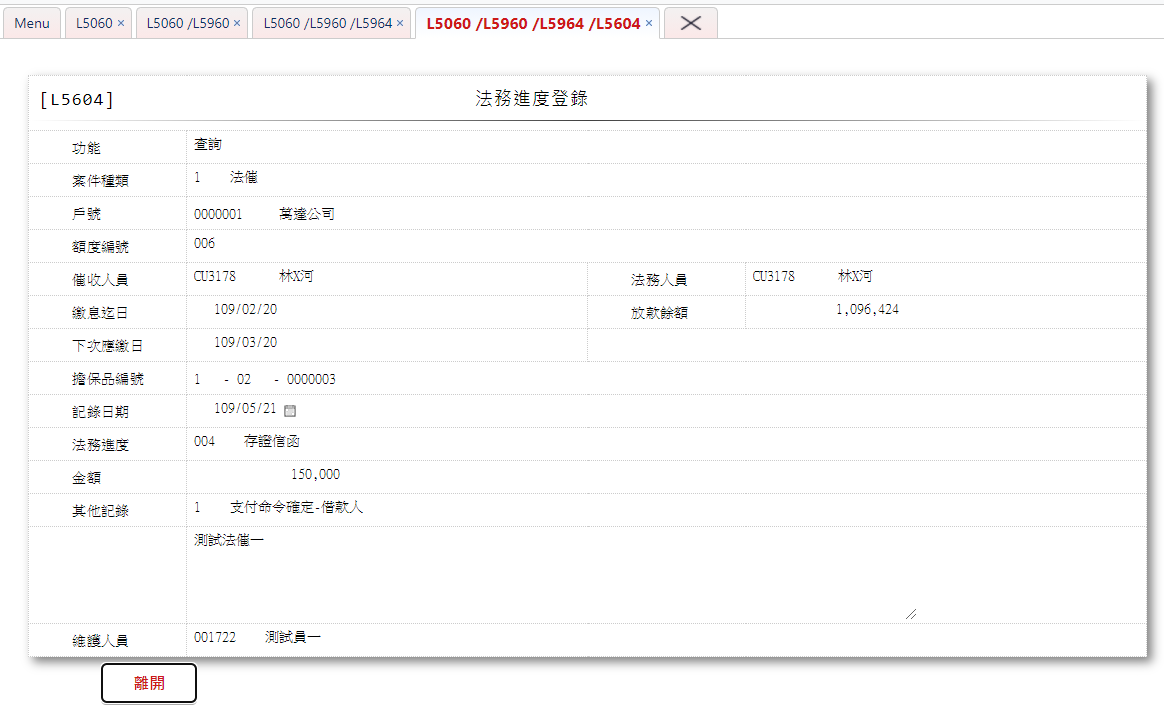 Menu L5060 × L5060 /L5960 × L5060 /L5960 /L5964 × L5060 /L5960 /L5964 /L5604 ×
[L5604] 法務進度登錄
功能 查詢
案件種類 1 法催
戶號 0000001 萬達公司
額度編號 006
催收人員 CU3178 林X河 法務人員 CU3178 林X河
繳息迄日 109/02/20 放款餘額 1,096,424
下次應繳日 109/03/20
擔保品編號 1 - 02 - 0000003
記錄日期 109/05/21
法務進度 004 存證信函
金額 150,000
其他記錄 1 支付命令確定-借款人
測試法催一
維護人員 001722 測試員一
離開